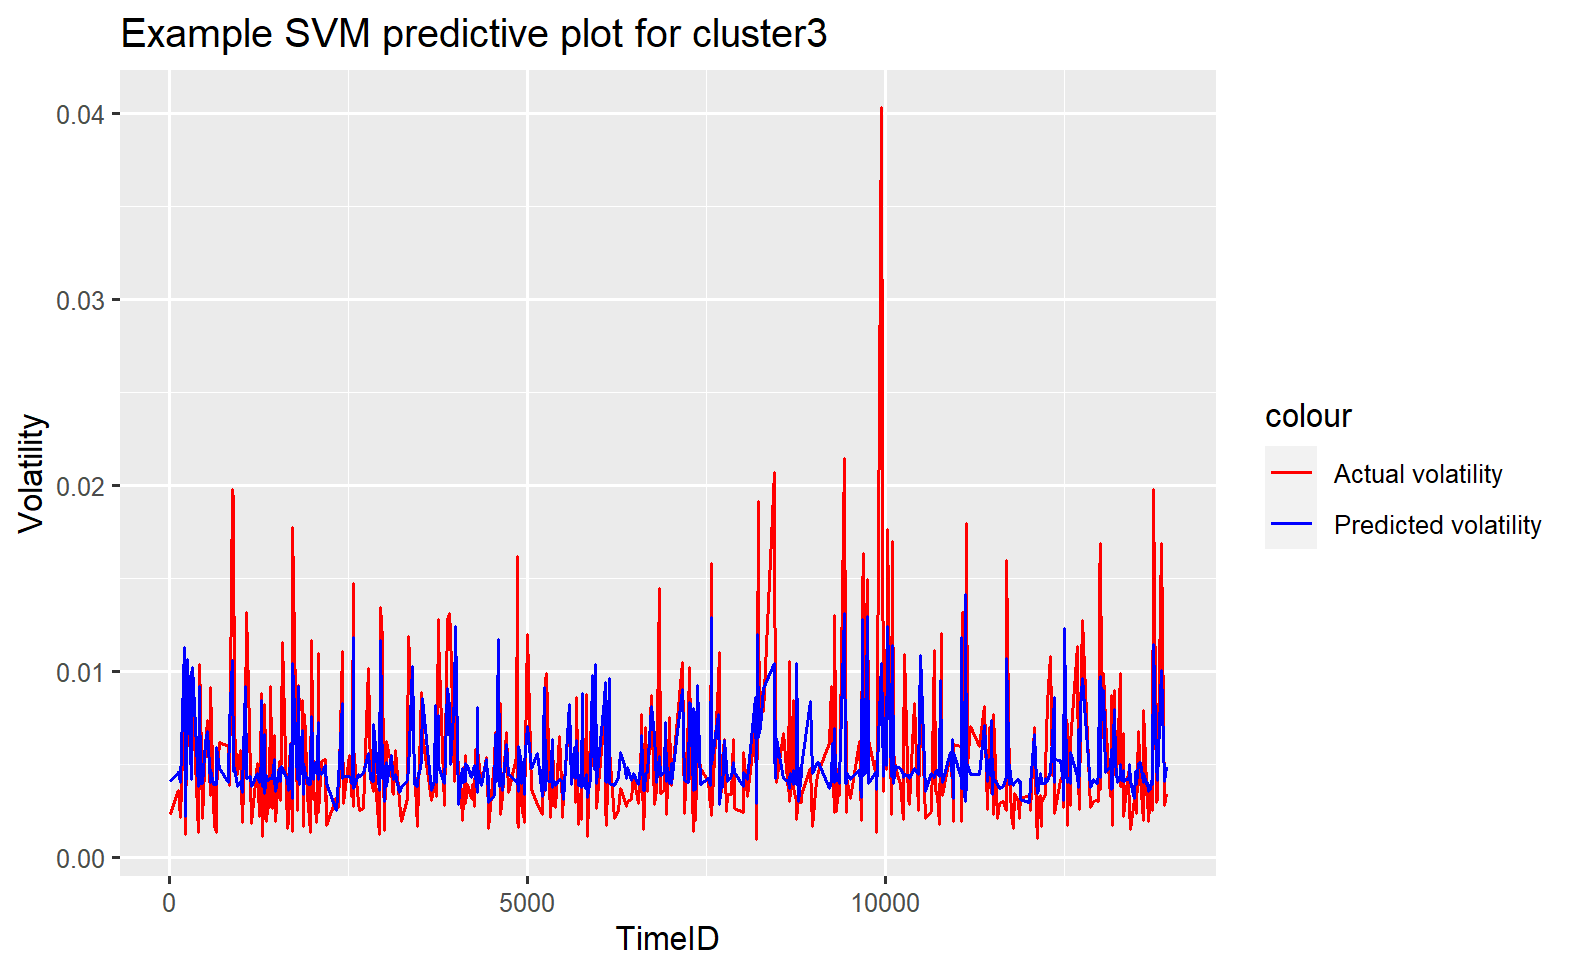 Example SVM predictive plot for cluster3
0.04
0.03
0.02
0.01
0.00
Volatility
0
5000
10000
TimeID
colour
Actual volatility
Predicted volatility